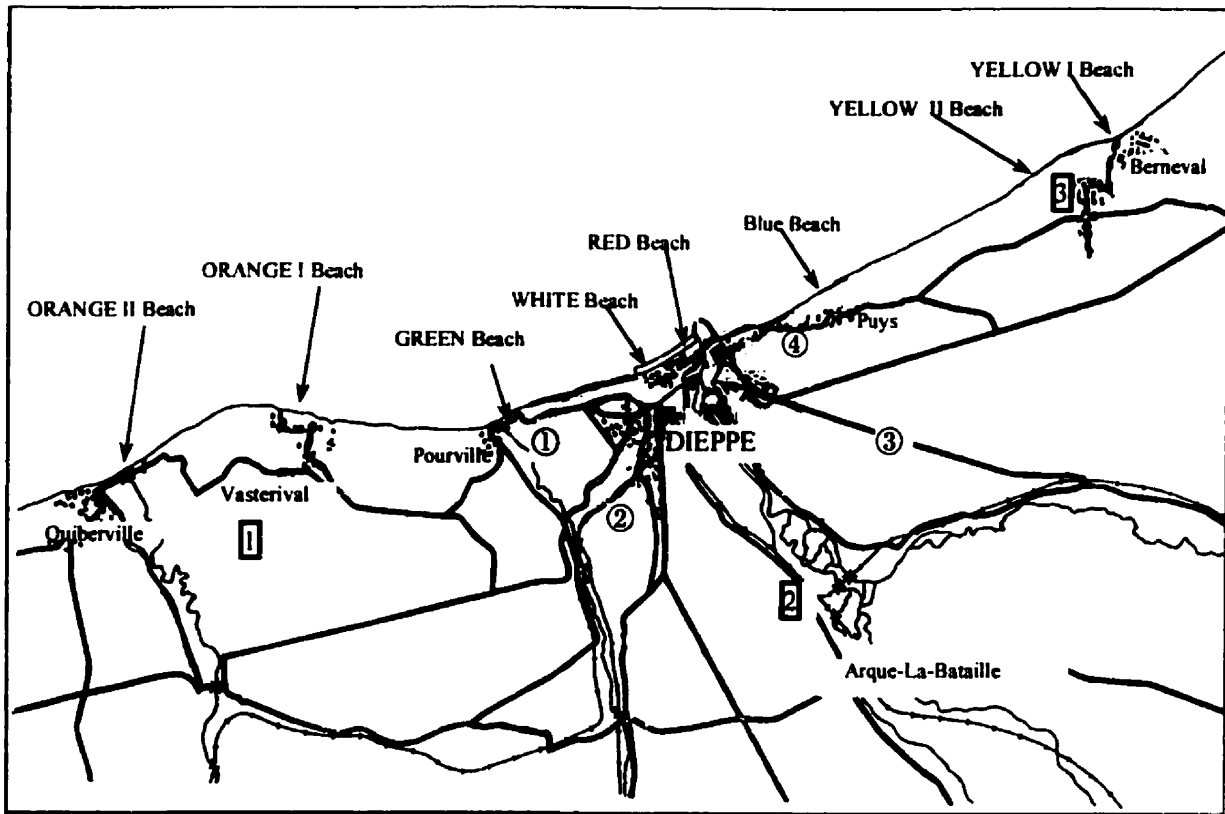 YELLOW I Beach
YELLOW II Beach
Berneval
3
Blue Beach
RED Beach
ORANGE I Beach
WHITE Beach
ORANGE II Beach
Puys
GREEN Beach
4
1
DIEPPE
3
Pourville
Vasterival
2
Quiberville
1
2
Arque-La-Bataille